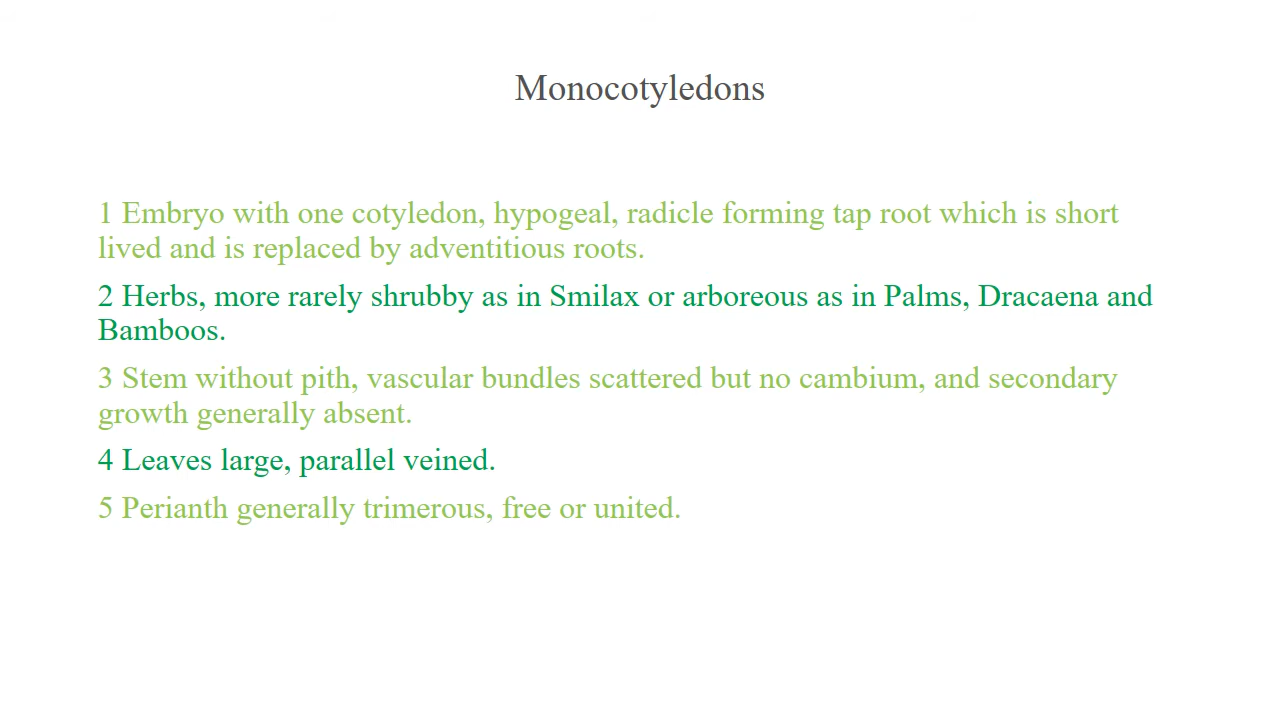 Monocotyledons
1 Embryo with one cotyledon, hypogeal, radicle forming tap root which is short
lived and is replaced by adventitious roots.
2 Herbs, more rarely shrubby as in Smilax or arboreous as in Palms, Dracaena and
Bamboos.
3 Stem without pith, vascular bundles scattered but no cambium, and secondary
growth generally absent.
4 Leaves large, parallel veined.
5 Perianth generally trimerous, free or united.